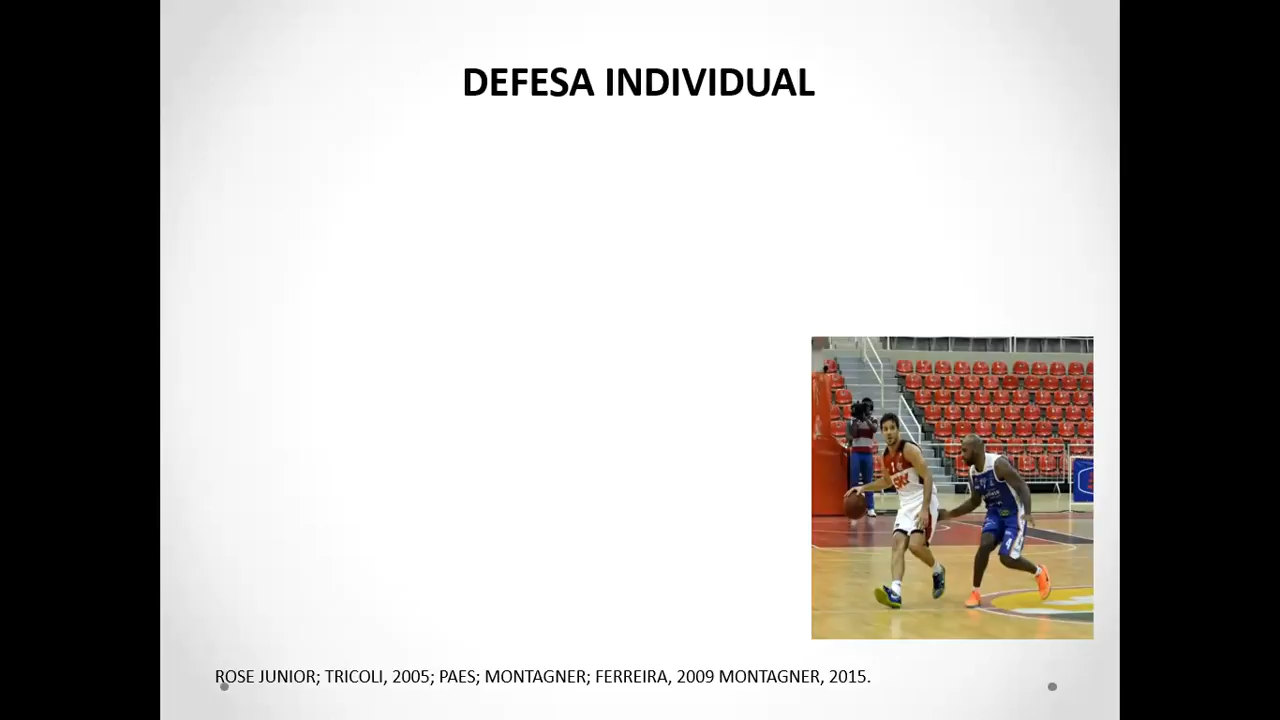 DEFESA INDIVIDUAL
ROSE JUNIOR; TRICOLI, 2005; PAES; MONTAGNER; FERREIRA, 2009 MONTAGNER, 2015.